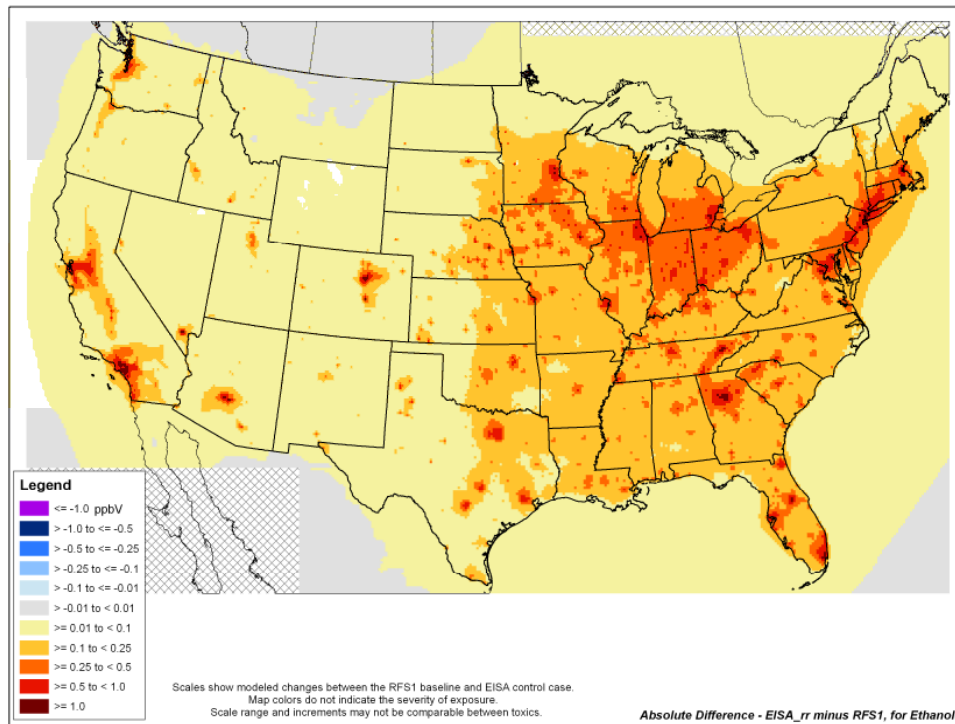 Legend
<= -1.0 ppbV
> -1.0 to <= -0.5
> -0.5 to <= -0.25
> -0.25 to <= -0.1
> -0.1 to <= -0.01
> -0.01 to < 0.01
>= 0.01 to < 0.1
>= 0.1 to < 0.25
>= 0.25 to < 0.5
>= 0.5 to < 1.0
>= 1.0
Scales show modeled changes between the RFS1 baseline and EISA control case.
Map colors do not indicate the severity of exposure.
Scale range and increments may not be comparable between toxics.
Absolute Difference - EISA_rr minus RFS1, for Ethanol